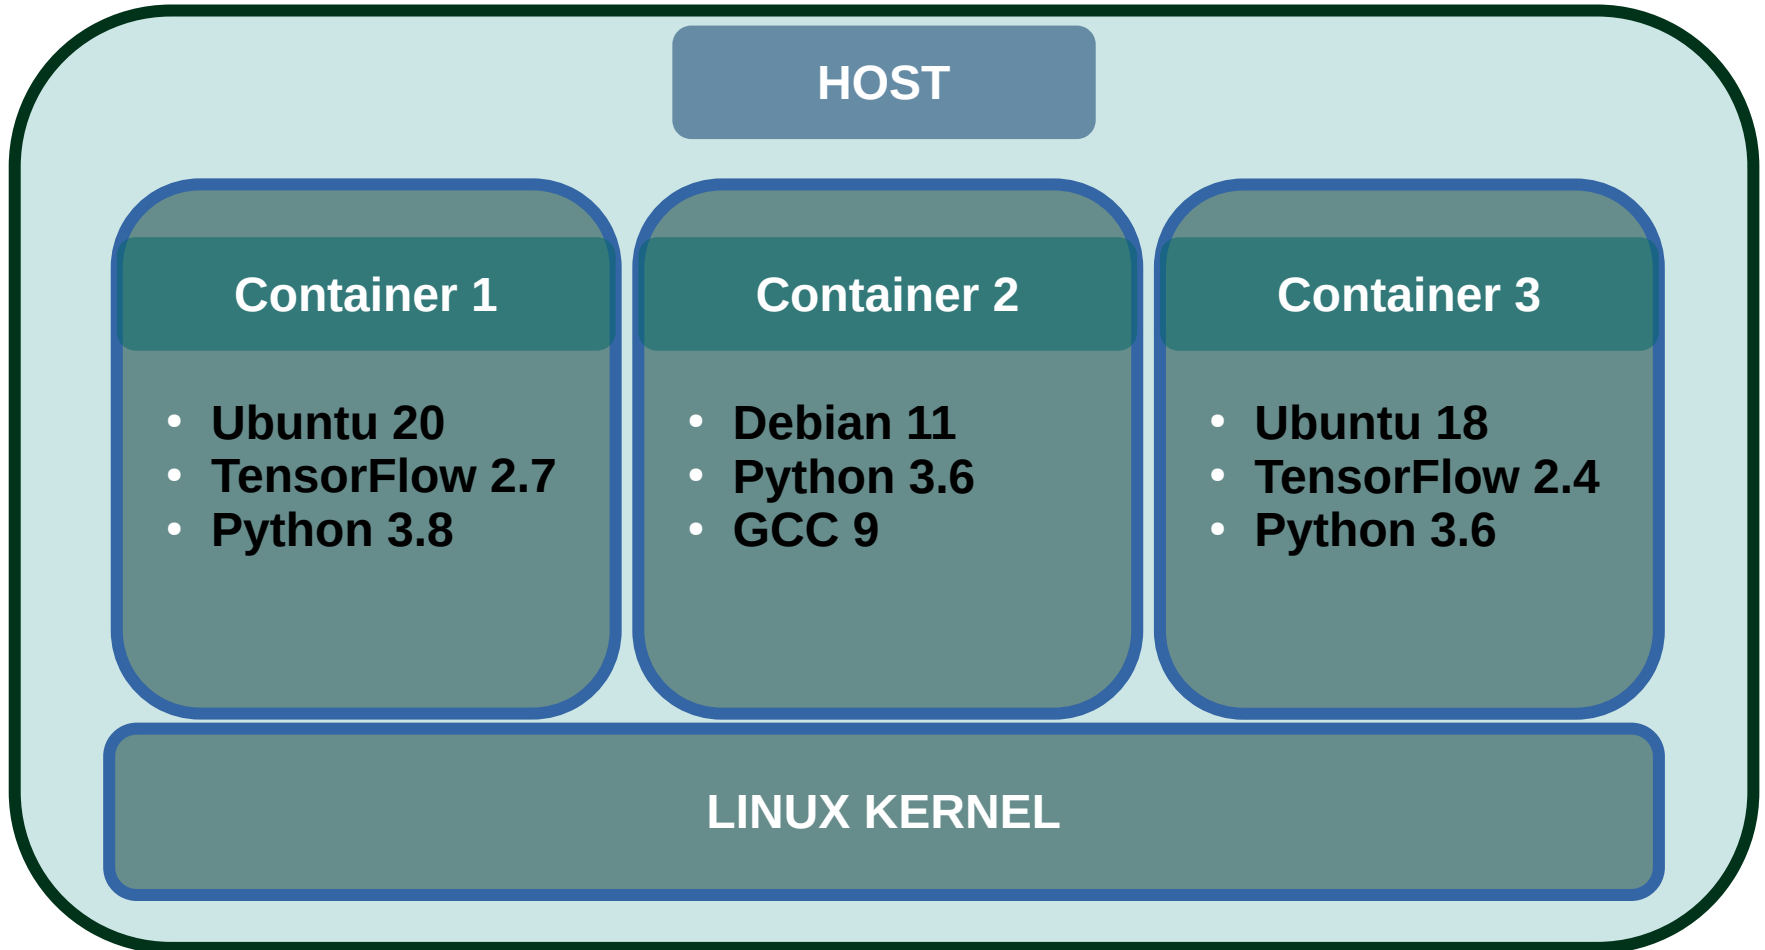 HOST
Container 1
• Ubuntu 20
• TensorFlow 2.7
• Python 3.8
Container 2
• Debian 11
• Python 3.6
• GCC 9
Container 3
• Ubuntu 18
• TensorFlow 2.4
• Python 3.6
LINUX KERNEL